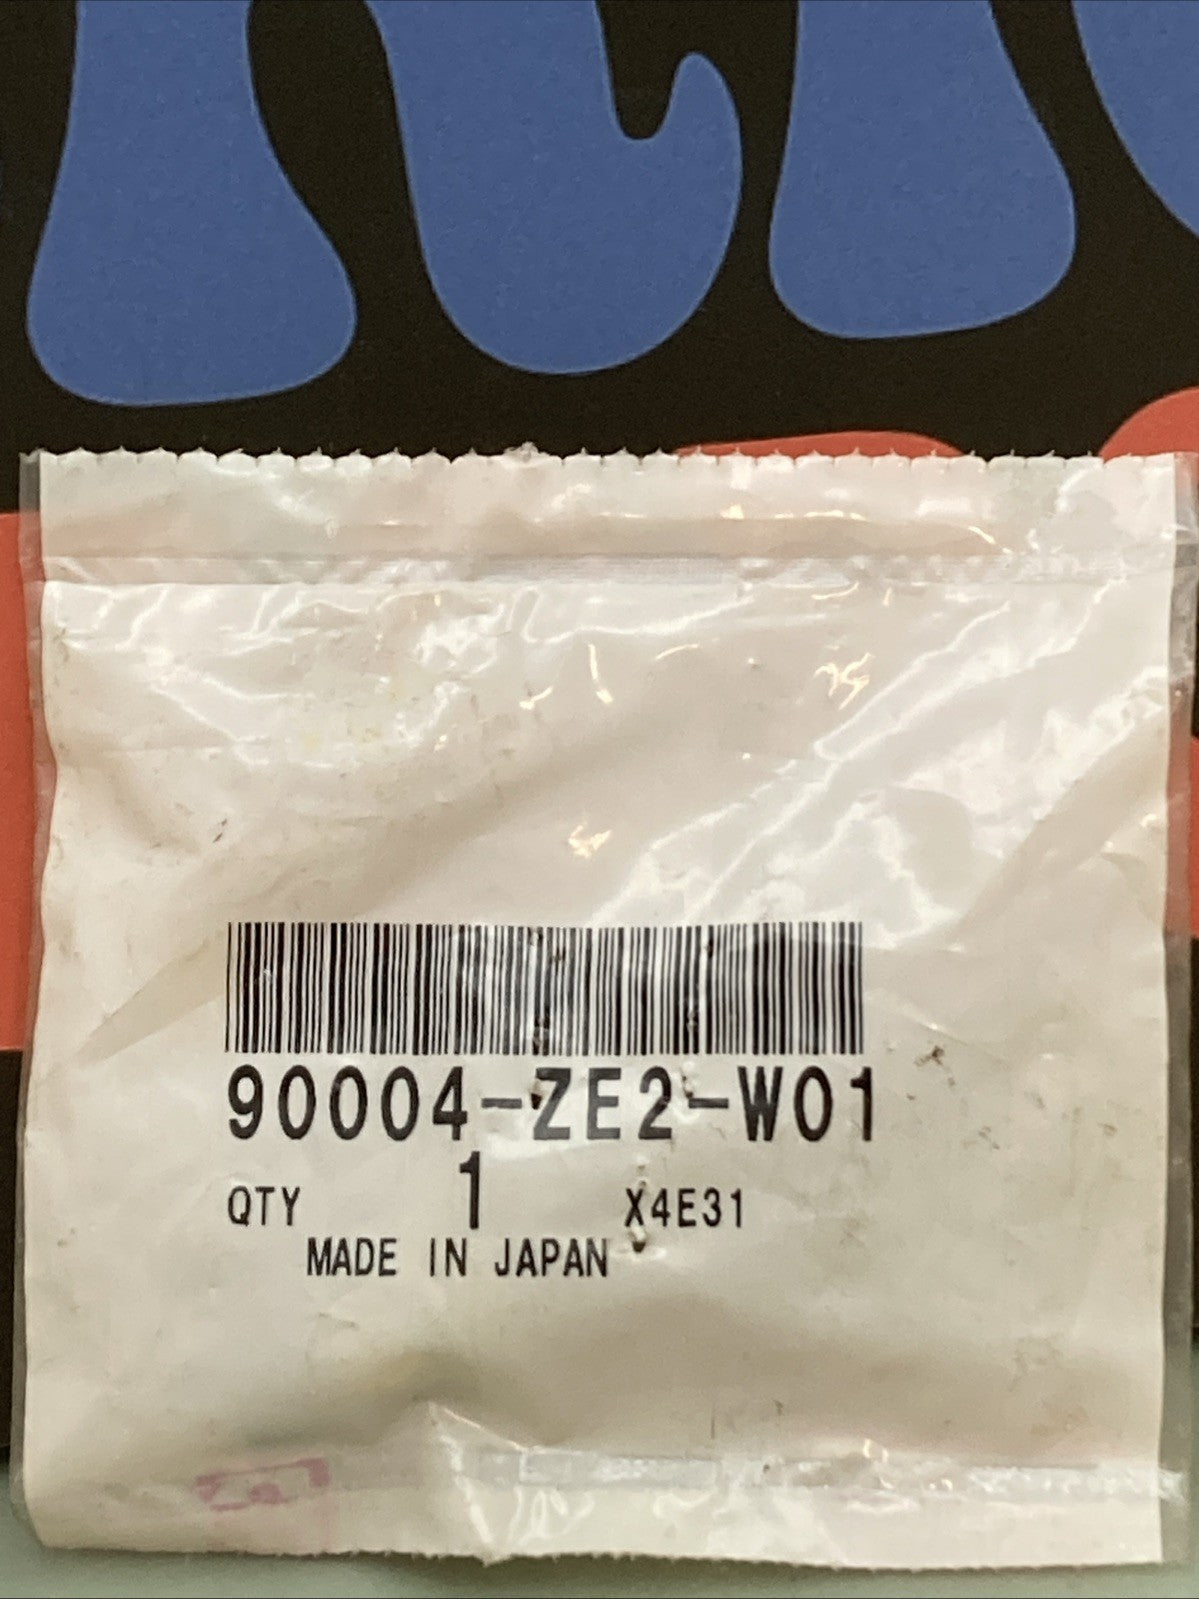 90004-ZE2-W01
QTY 1 X4E31
MADE IN JAPAN